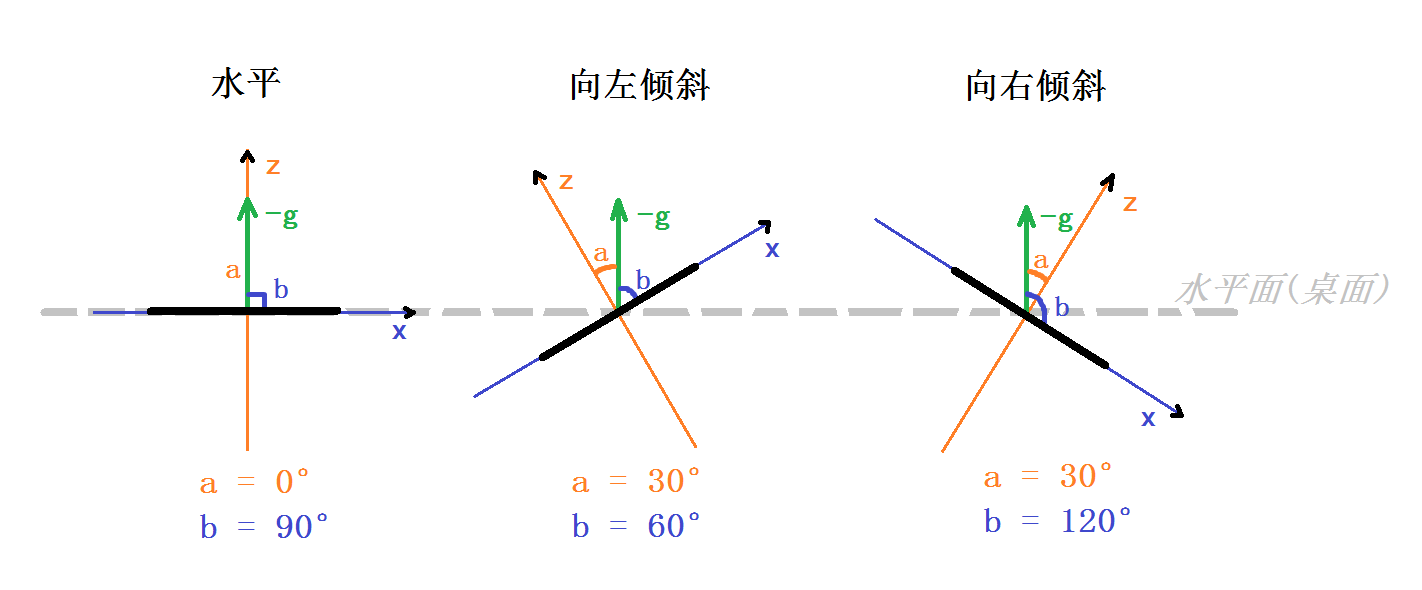 水平
向左倾斜
向右倾斜
z
-g
a
b
x
z
-g
a
b
x
z
-g
a
b
x
水平面(桌面)
a = 0°
b = 90°
a = 30°
b = 60°
a = 30°
b = 120°